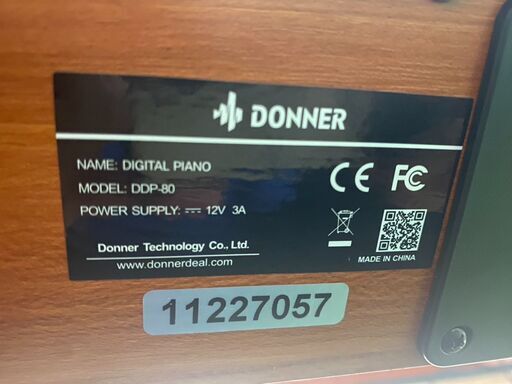 DONNER
NAME: DIGITAL PIANO
MODEL: DDP-80
POWER SUPPLY: ⎓ 12V 3A
CE FC
Donner Technology Co., Ltd.
www.donnerdeal.com
MADE IN CHINA
11227057